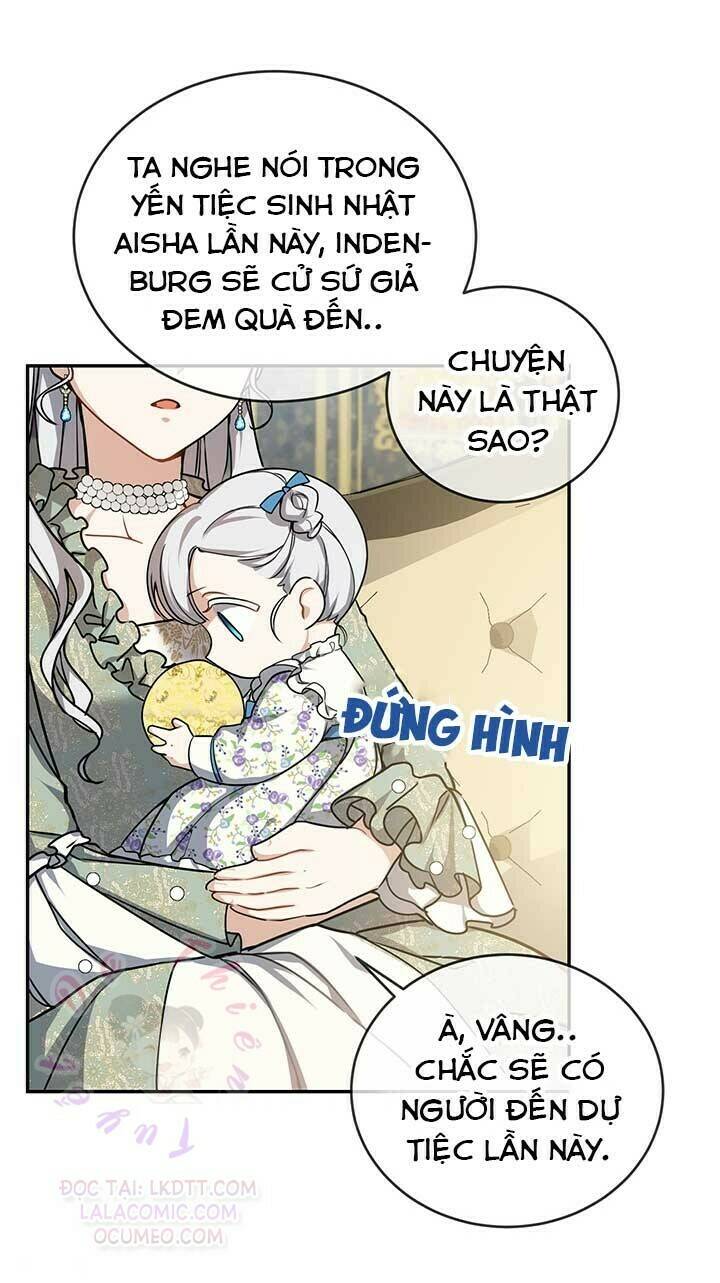 TA NGHE NÓI TRONG
YẾN TIỆC SINH NHẬT
AISHA LẦN NÀY, INDEN-
BURG SẼ CỬ SỨ GIẢ
ĐEM QUÀ ĐẾN..
CHUYỆN
NÀY LÀ THẬT
SAO?
ĐỨNG HÌNH
À, VÂNG..
CHẮC SẼ CÓ
NGƯỜI ĐẾN DỰ
TIỆC LẦN NÀY.
ĐỌC TẠI: LKDTT.COM
LALACOMIC.COM
OCUMEO.COM